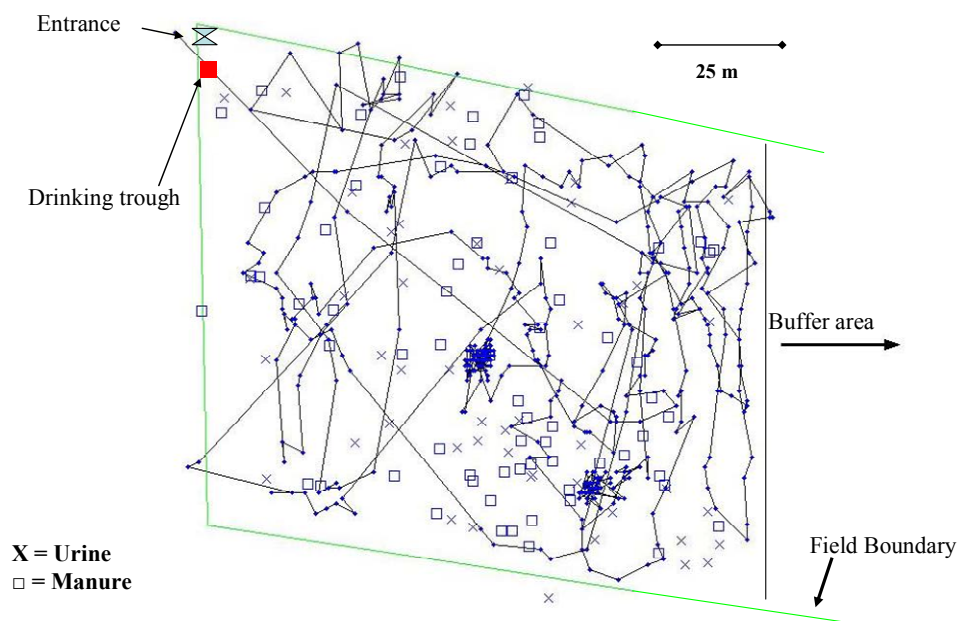 Entrance
25 m
Drinking trough
Buffer area
Field Boundary
X = Urine
□ = Manure